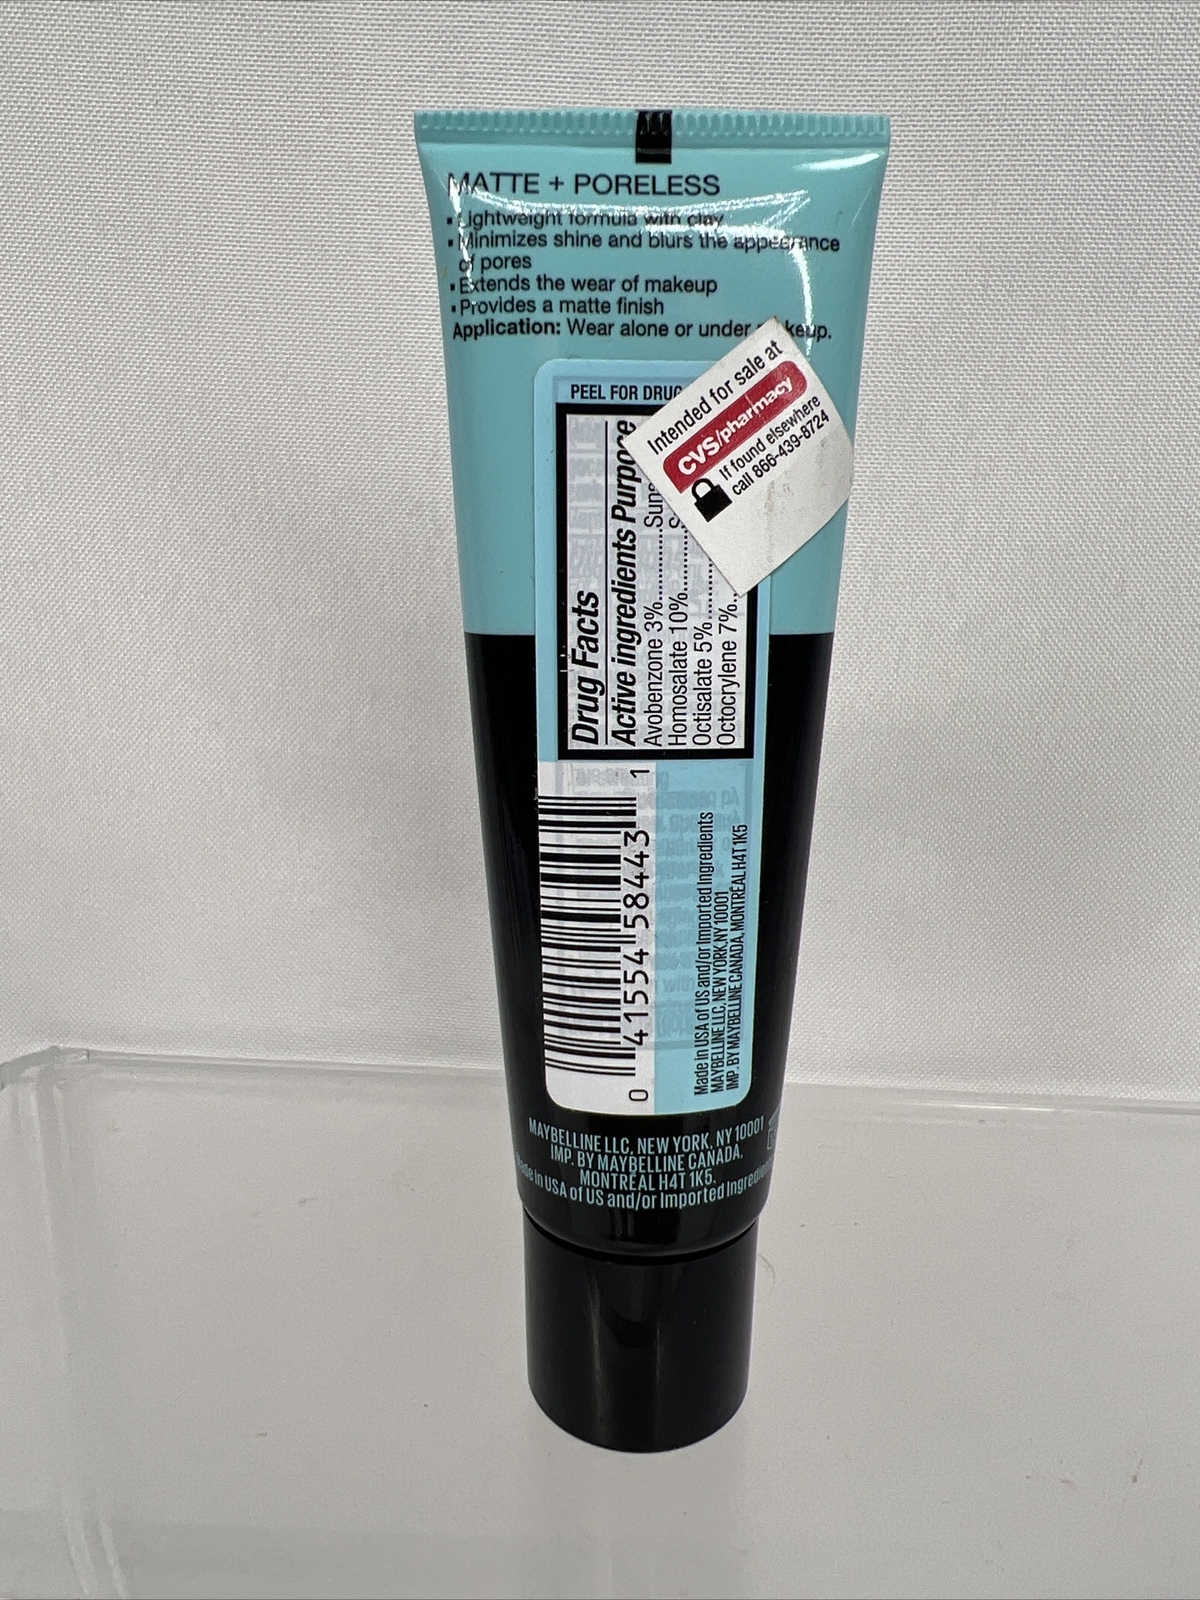 MATTE + PORELESS
• Lightweight formula with clay
• Minimizes shine and blurs the appearance
of pores
• Extends the wear of makeup
• Provides a matte finish
Application: Wear alone or under
PEEL FOR DRUG
Intended for sale at
CVS/pharmacy
If found elsewhere
call 866-439-8724
Drug Facts
Active ingredients Purpose
Avobenzone 3%
Homosalate 10%
Octisalate 5%
Octocrylene 7%
0 41554 58443 1
Made in USA of US and/or Imported Ingredients
MAYBELLINE LLC, NEW YORK, NY 10001
IMP. BY MAYBELLINE CANADA, MONTRÉAL H4T 1K5
MAYBELLINE LLC, NEW YORK, NY 10001
IMP. BY MAYBELLINE CANADA,
MONTRÉAL H4T 1K5.
in USA of US and/or Imported